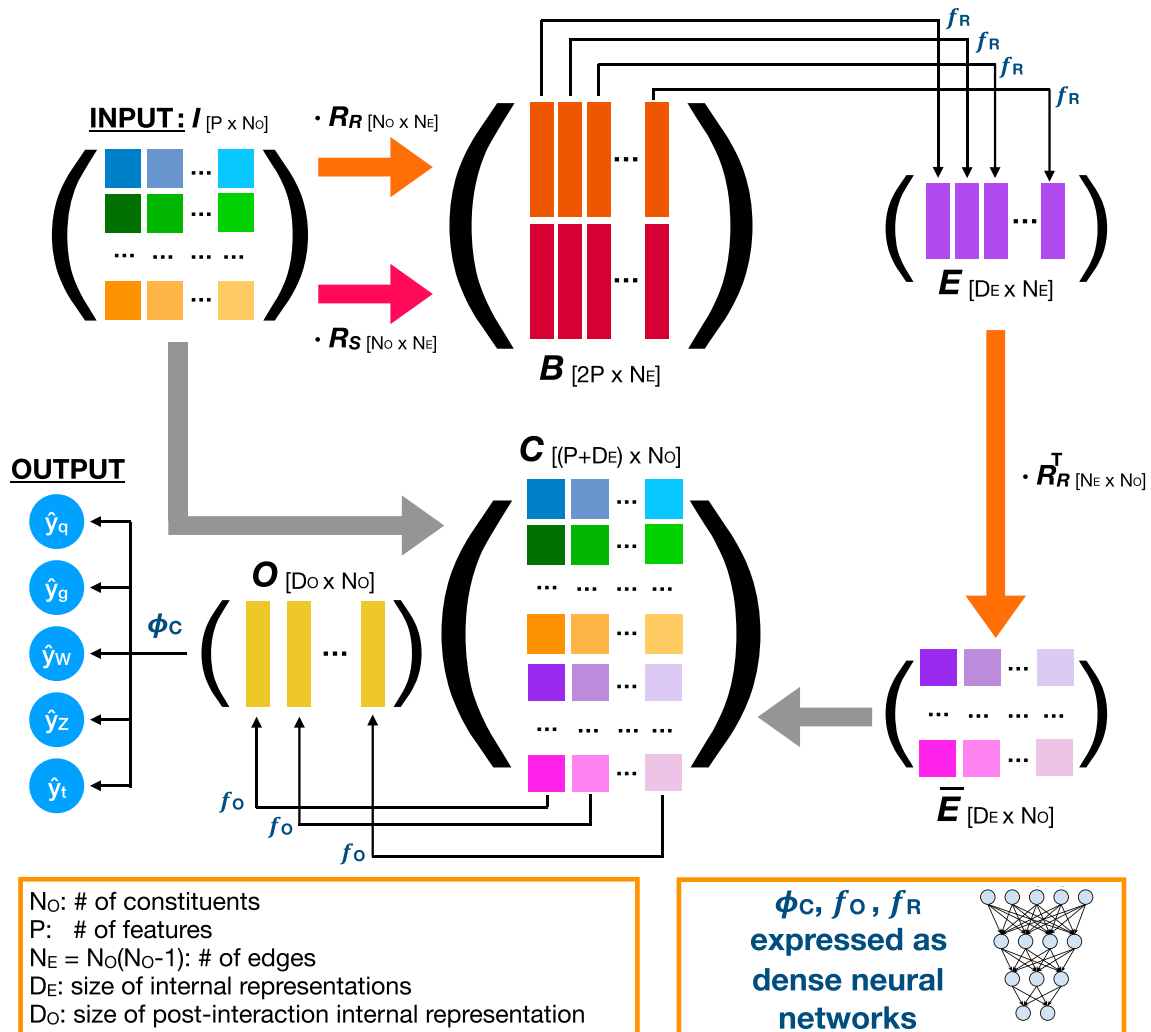 fR
fR
fR
fR
INPUT: I [P x NO]
· RR [NO x NE]
...
...
...
...
... ... ... ...
...
· RS [NO x NE]
...
...
B [2P x NE]
...
E [DE x NE]
· RTR [NE x NO]
C [(P+DE) x NO]
...
...
... ... ... ...
...
...
... ... ... ...
...
OUTPUT
ŷq
ŷg
ŷW
ŷZ
ŷt
ϕC
O [DO x NO]
...
fO
fO
fO
...
... ... ... ...
...
E̅ [DE x NO]
NO: # of constituents
P: # of features
NE = NO(NO-1): # of edges
DE: size of internal representations
DO: size of post-interaction internal representation
ϕC, fO , fR
expressed as
dense neural
networks